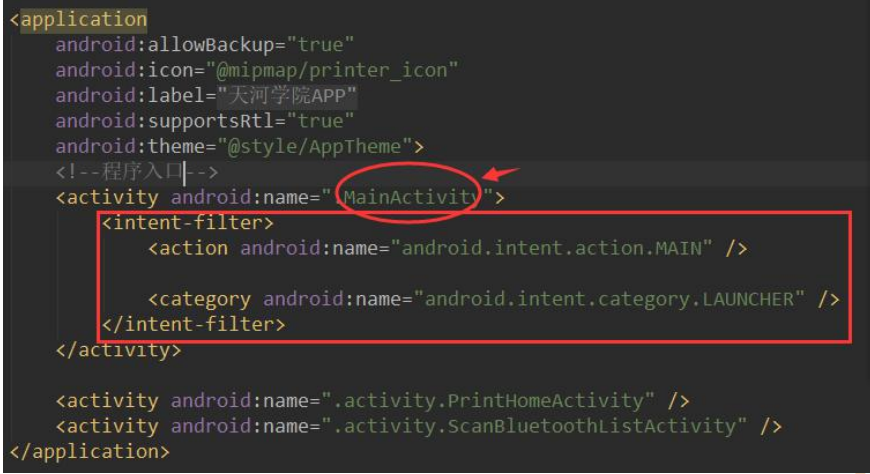 <application
android:allowBackup="true"
android:icon="@mipmap/printer_icon"
android:label="天河学院APP"
android:supportsRtl="true"
android:theme="@style/AppTheme">
<!--程序入口-->
<activity android:name=".MainActivity">
<intent-filter>
<action android:name="android.intent.action.MAIN" />
<category android:name="android.intent.category.LAUNCHER" />
</intent-filter>
</activity>
<activity android:name=".activity.PrintHomeActivity" />
<activity android:name=".activity.ScanBluetoothListActivity" />
</application>